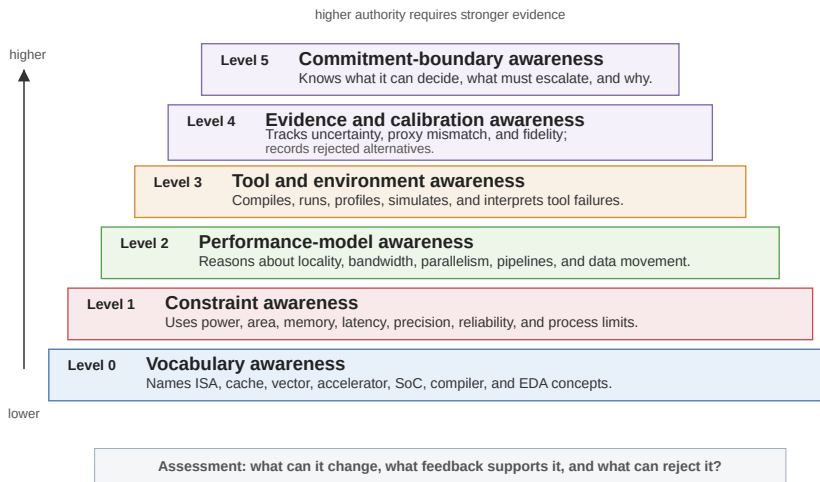 higher authority requires stronger evidence
higher
Level 5 Commitment-boundary awareness
Knows what it can decide, what must escalate, and why.
Level 4 Evidence and calibration awareness
Tracks uncertainty, proxy mismatch, and fidelity;
records rejected alternatives.
Level 3 Tool and environment awareness
Compiles, runs, profiles, simulates, and interprets tool failures.
Level 2 Performance-model awareness
Reasons about locality, bandwidth, parallelism, pipelines, and data movement.
Level 1 Constraint awareness
Uses power, area, memory, latency, precision, reliability, and process limits.
Level 0 Vocabulary awareness
Names ISA, cache, vector, accelerator, SoC, compiler, and EDA concepts.
lower
Assessment: what can it change, what feedback supports it, and what can reject it?